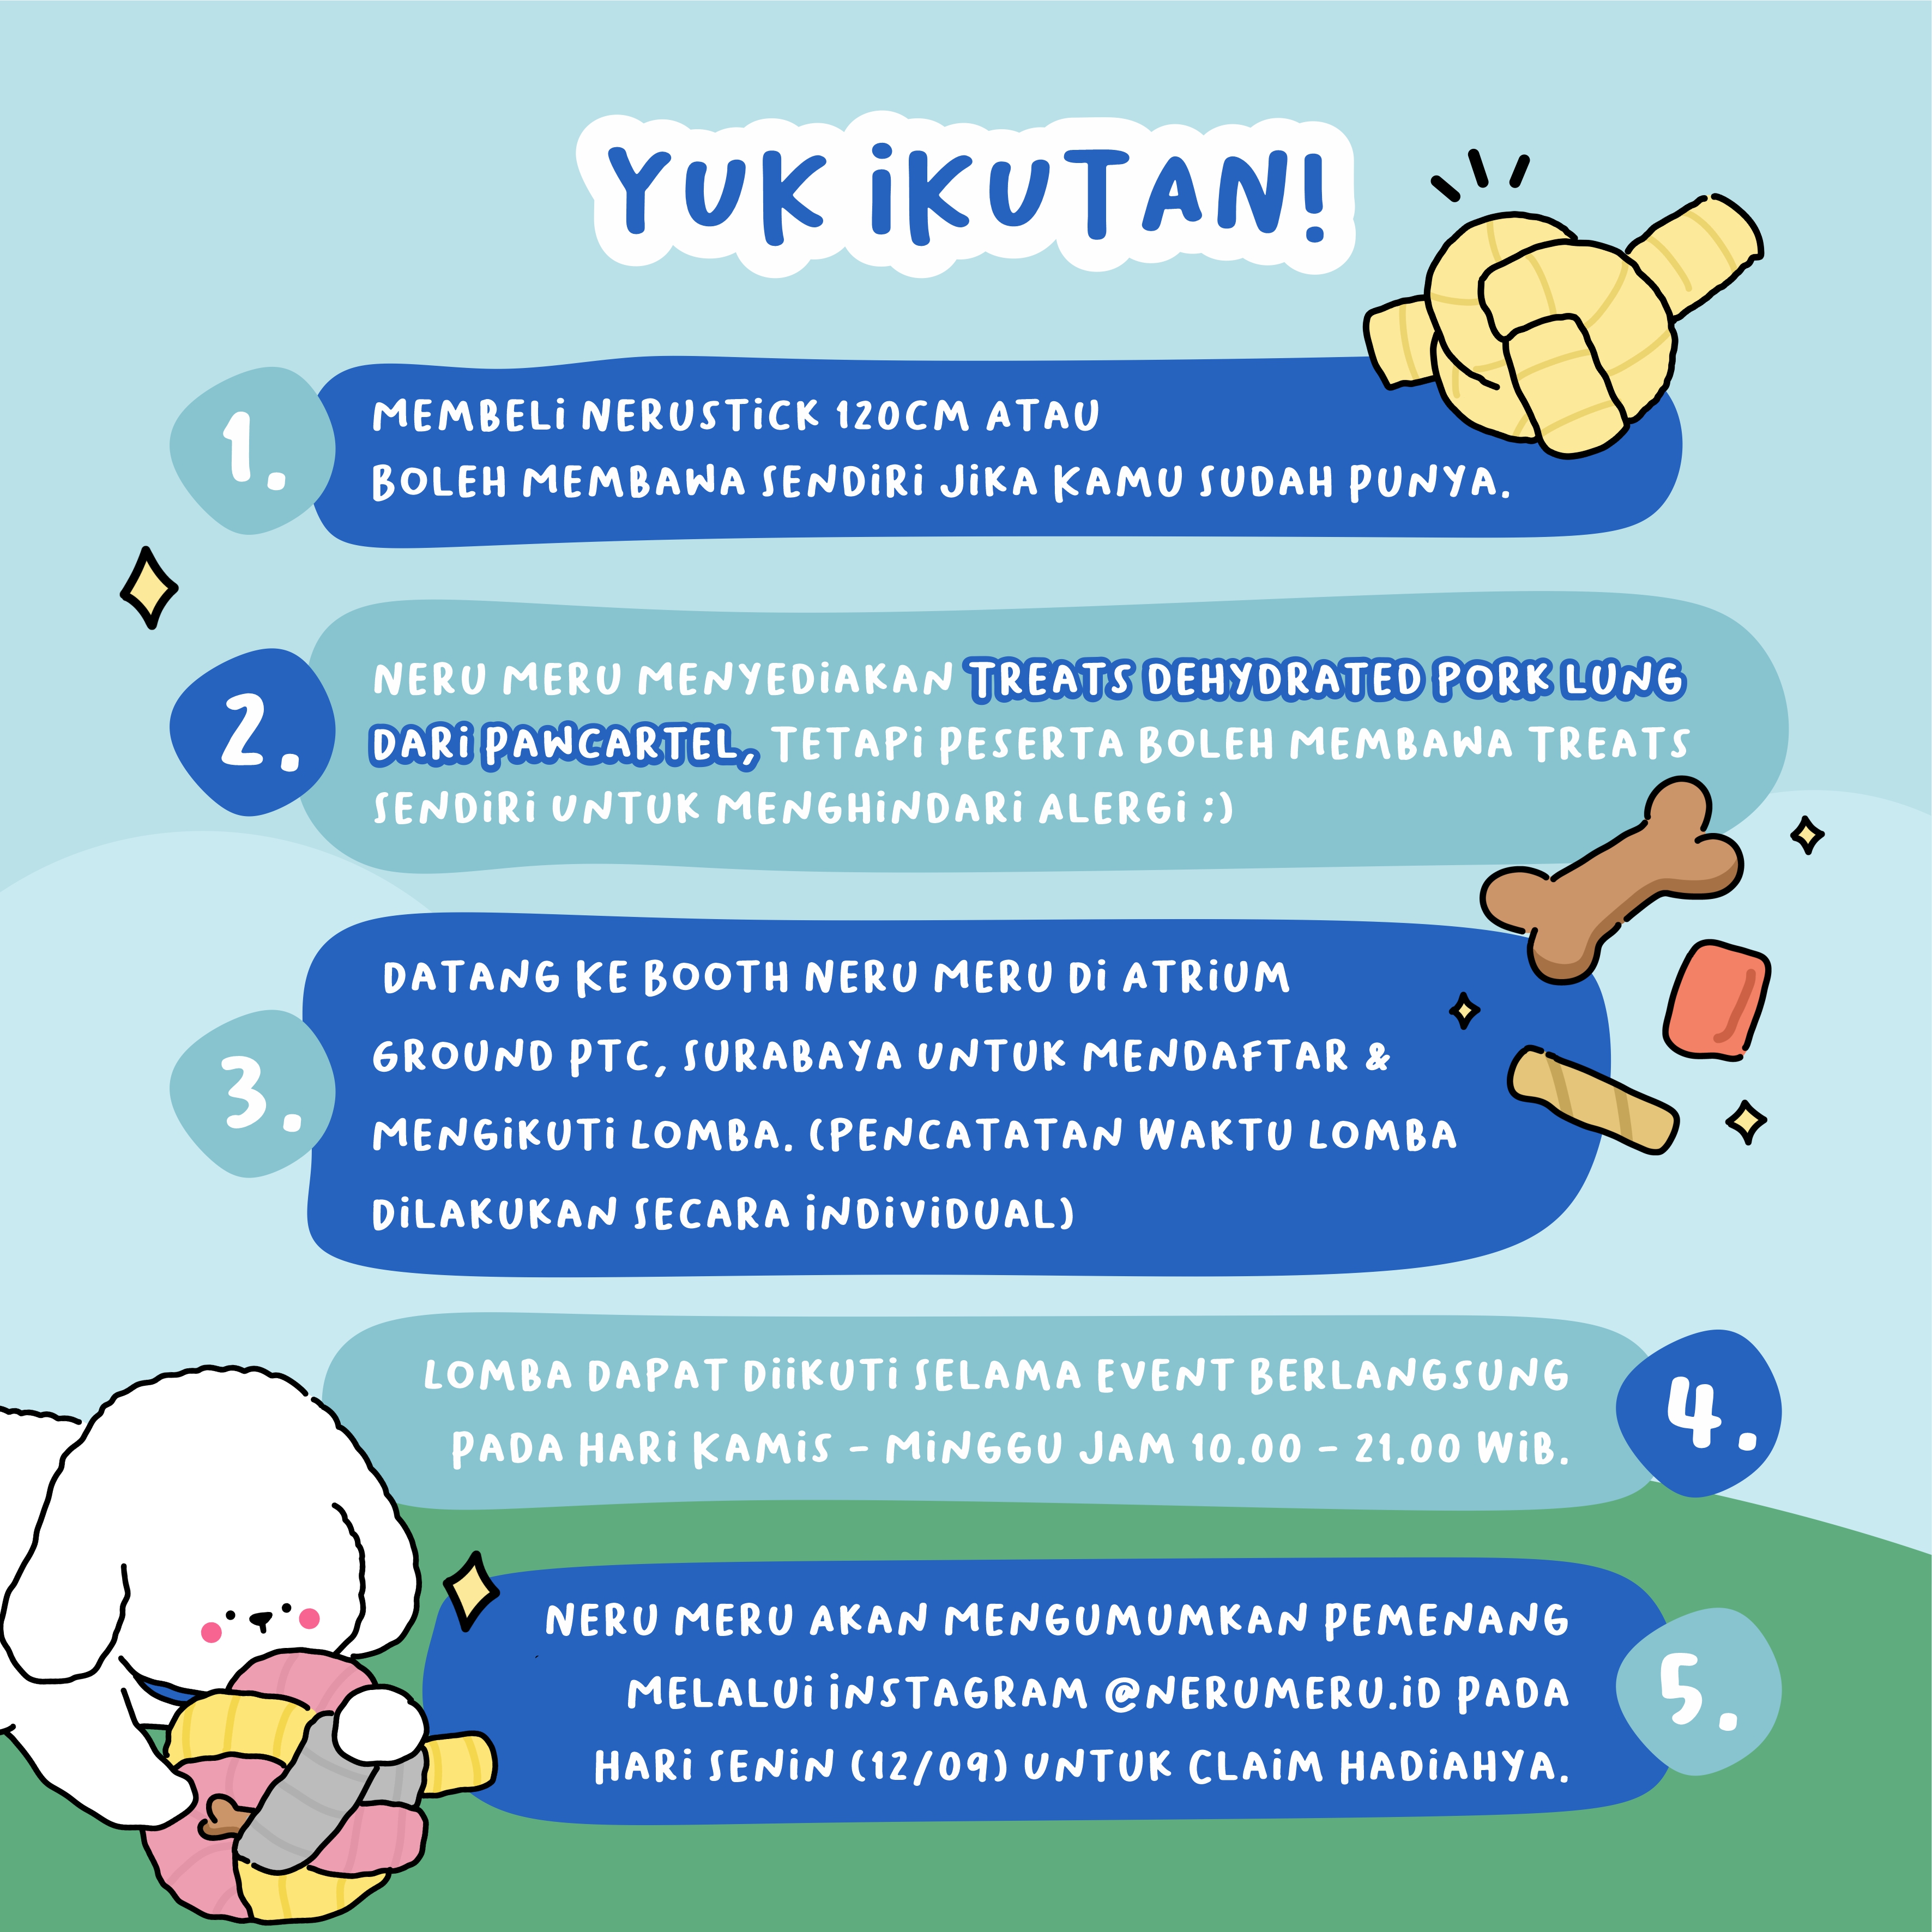 YUK iKUTAN!
1.
MEMBELi NERUSTiCK 120CM ATAU
BOLEH MEMBAWA SENDiRi JiKA KAMU SUDAH PUNYA.
2.
NERU MERU MENYEDiAKAN TREATS DEHYDRATED PORK LUNG
DARi PAWCARTEL, TETAPi PESERTA BOLEH MEMBAWA TREATS
SENDiRi UNTUK MENGHiNDARi ALERGi ;)
3.
DATANG KE BOOTH NERU MERU Di ATRiUM
GROUND PTC, SURABAYA UNTUK MENDAFTAR &
MENGiKUTi LOMBA. (PENCATATAN WAKTU LOMBA
DiLAKUKAN SECARA iNDiViDUAL)
4.
LOMBA DAPAT DiiKUTi SELAMA EVENT BERLANGSUNG
PADA HARi KAMiS - MiNGGU JAM 10.00 - 21.00 WiB.
5.
NERU MERU AKAN MENGUMUMKAN PEMENANG
MELALUi iNSTAGRAM @NERUMERU.iD PADA
HARi SENiN (12/09) UNTUK CLAiM HADiAHYA.